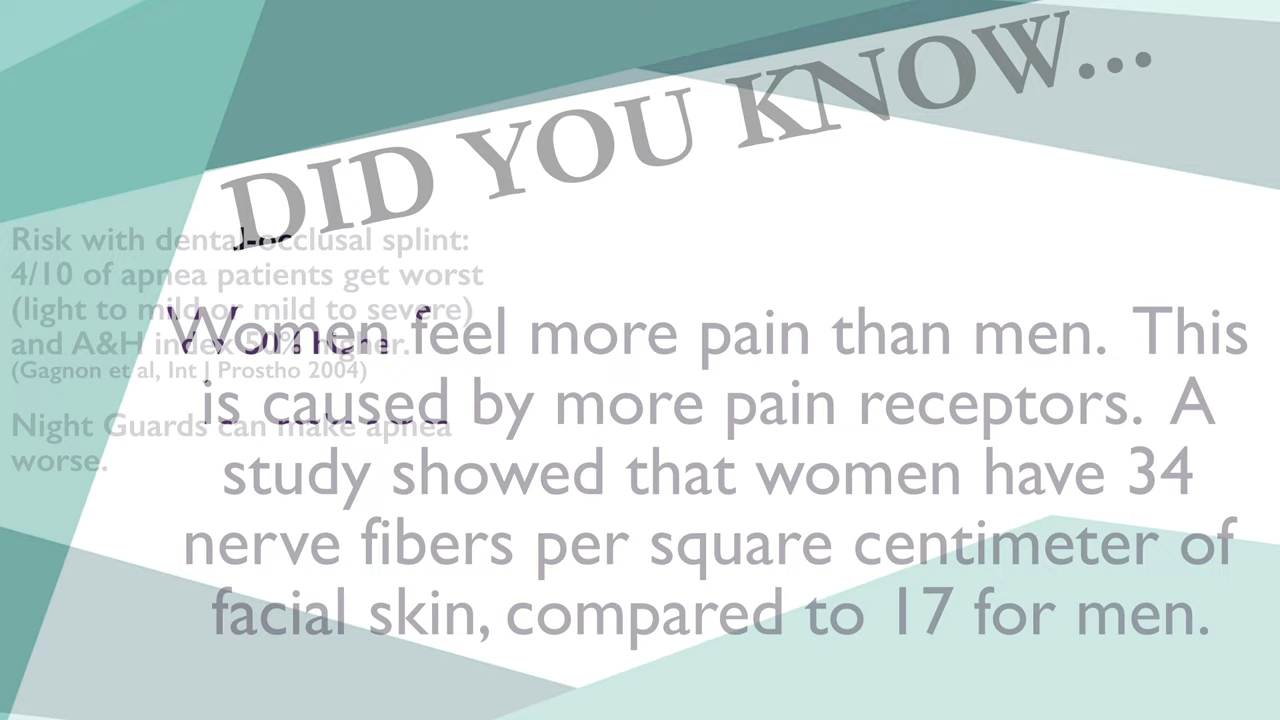 DID YOU KNOW...
Risk with dental-occlusal splint:
4/10 of apnea patients get worst
(light to mild or mild to severe)
and A&H index 50% higher.
(Gagnon et al, Int J Prostho 2004)
Night Guards can make apnea
worse.
Women feel more pain than men. This
is caused by more pain receptors. A
study showed that women have 34
nerve fibers per square centimeter of
facial skin, compared to 17 for men.